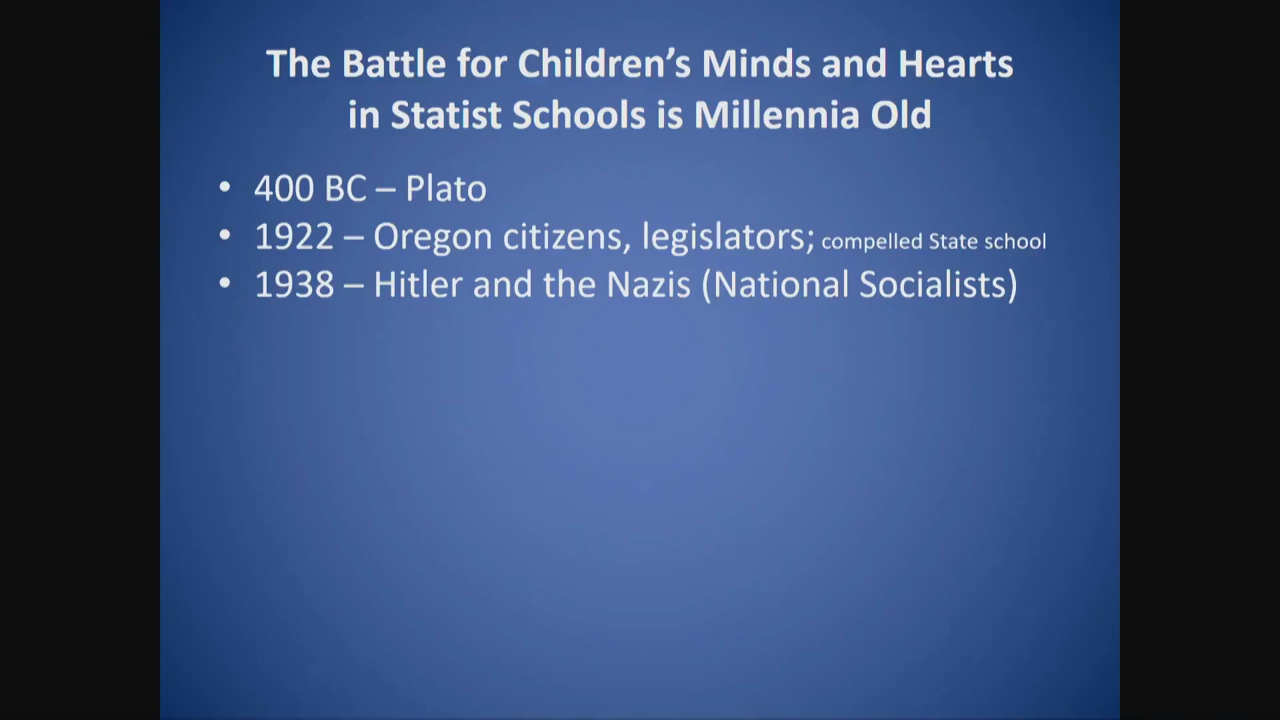 The Battle for Children’s Minds and Hearts
in Statist Schools is Millennia Old
• 400 BC – Plato
• 1922 – Oregon citizens, legislators; compelled State school
• 1938 – Hitler and the Nazis (National Socialists)